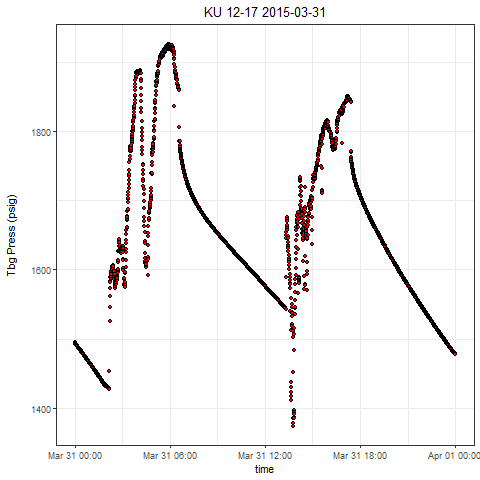 KU 12-17 2015-03-31
Tbg Press (psig)
1800
1600
1400
Mar 31 00:00 Mar 31 06:00 Mar 31 12:00 Mar 31 18:00 Apr 01 00:00
time